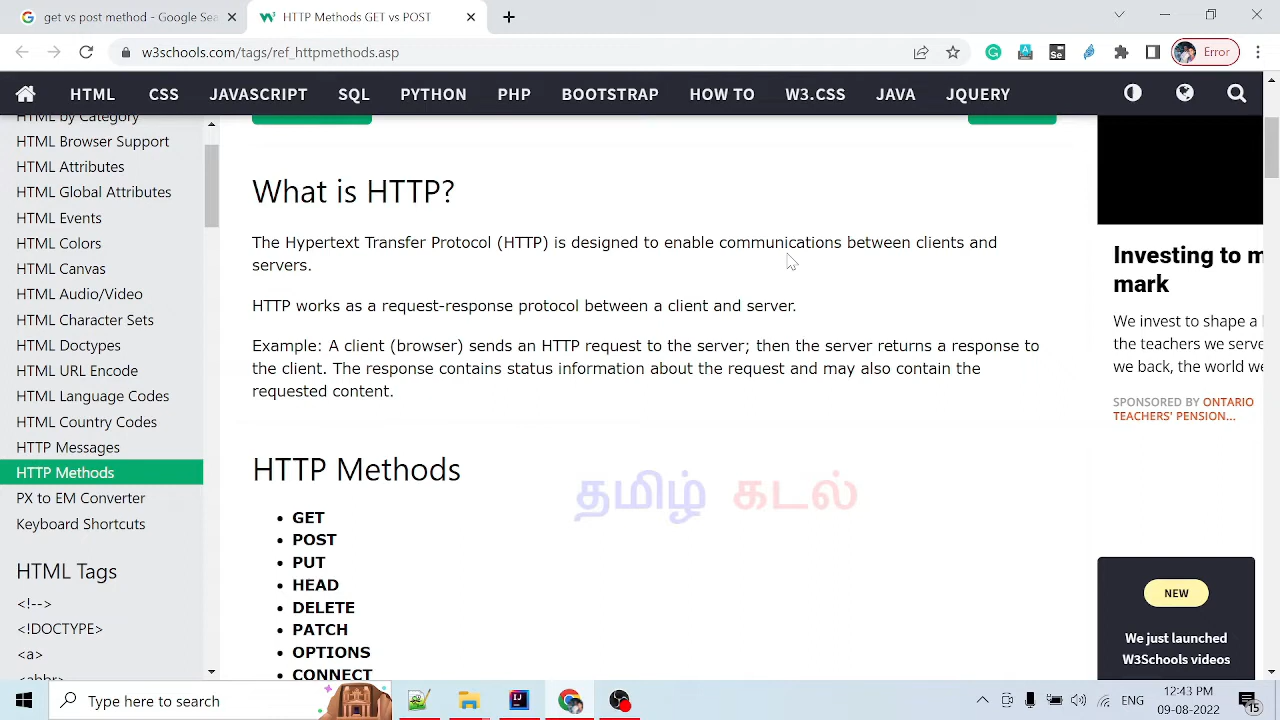 get vs post method - Google Sea
HTTP Methods GET vs POST
w3schools.com/tags/ref_httpmethods.asp
Error
HTML CSS JAVASCRIPT SQL PYTHON PHP BOOTSTRAP HOW TO W3.CSS JAVA JQUERY
HTML by Category
HTML Browser Support
HTML Attributes
HTML Global Attributes
HTML Events
HTML Colors
HTML Canvas
HTML Audio/Video
HTML Character Sets
HTML Doctypes
HTML URL Encode
HTML Language Codes
HTML Country Codes
HTTP Messages
HTTP Methods
PX to EM Converter
Keyboard Shortcuts
HTML Tags
<!-->
<!DOCTYPE>
<a>
<abbr>
What is HTTP?
The Hypertext Transfer Protocol (HTTP) is designed to enable communications between clients and
servers.
HTTP works as a request-response protocol between a client and server.
Example: A client (browser) sends an HTTP request to the server; then the server returns a response to
the client. The response contains status information about the request and may also contain the
requested content.
HTTP Methods
தமிழ் கடல்
• GET
• POST
• PUT
• HEAD
• DELETE
• PATCH
• OPTIONS
• CONNECT
Investing to m
mark
We invest to shape a
the teachers we serve
we back, the world we
SPONSORED BY ONTARIO
TEACHERS' PENSION...
NEW
We just launched
W3Schools videos
Type here to search
ENG
12:43 PM
09-08-2022
15